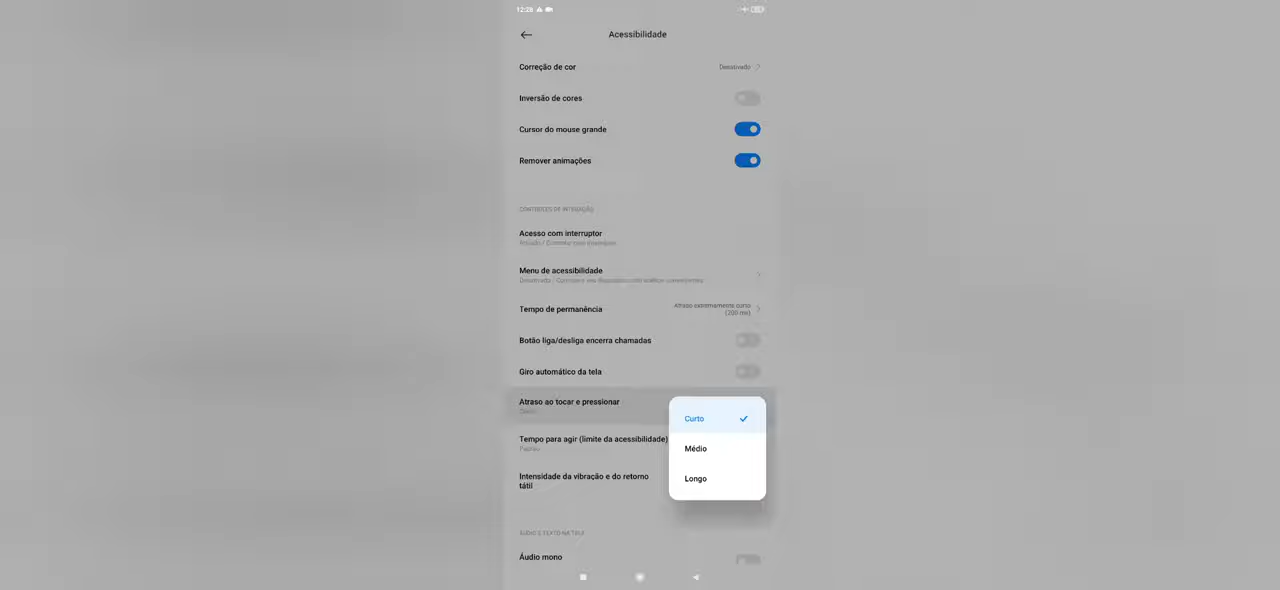 12:28
Acessibilidade
Correção de cor
Desativado
Inversão de cores
Cursor do mouse grande
Remover animações
CONTROLES DE INTERAÇÃO
Acesso com interruptor
Menu de acessibilidade
Tempo de permanência
Atraso extremamente curto
(200 ms)
Botão liga/desliga encerra chamadas
Giro automático da tela
Atraso ao tocar e pressionar
Curto
Curto
Médio
Longo
Tempo para agir (limite da acessibilidade)
Padrão
Intensidade da vibração e do retorno
tátil
ÁUDIO E TEXTO NA TELA
Áudio mono